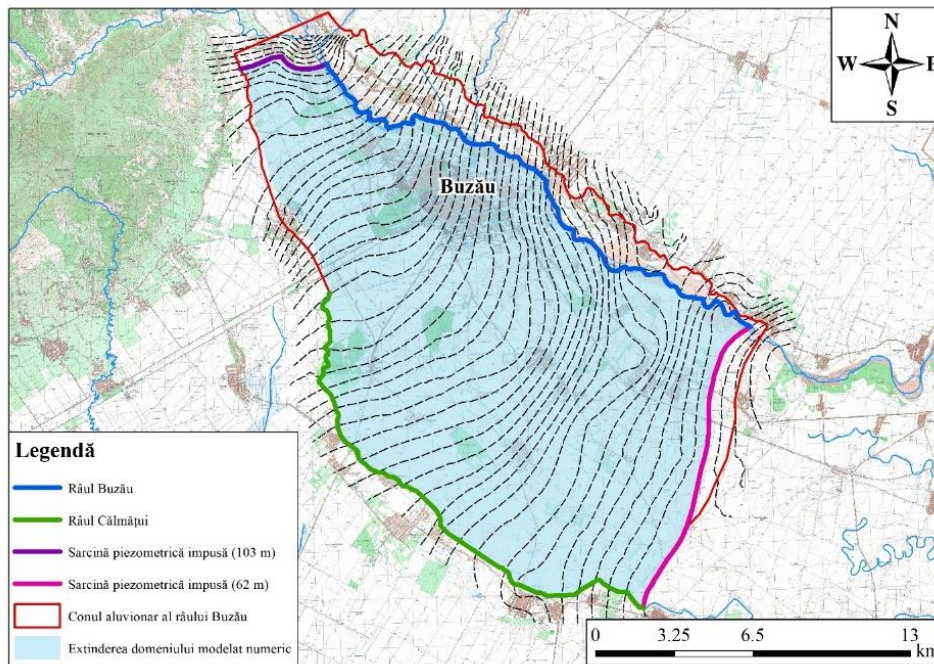 N
W E
S
Buzău
Legendă
Râul Buzău
Râul Călmățui
Sarcină piezometrică impusă (103 m)
Sarcină piezometrică impusă (62 m)
Conul aluvionar al râului Buzău
Extinderea domeniului modelat numeric
0 3.25 6.5 13
km